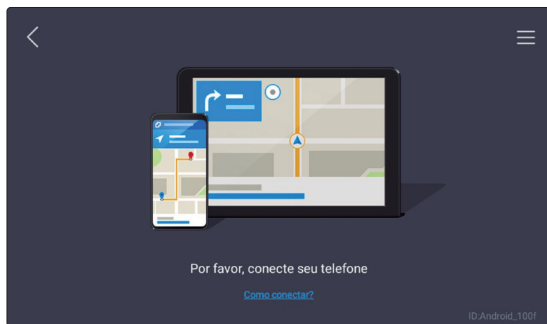 Por favor, conecte seu telefone
Como conectar?
ID:Android_100f